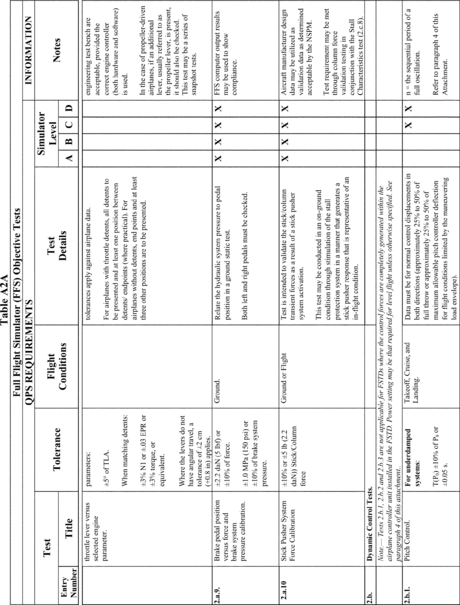 Table A2A
Full Flight Simulator (FFS) Objective Tests
QPS REQUIREMENTS
INFORMATION
Test
Tolerance
Flight
Conditions
Test
Details
Simulator
Level
Notes
Entry
Number
Title
A B C D
throttle lever versus
selected engine
parameter.
parameters:
±5° of TLA.
When matching detents:
±3% N1 or ±.03 EPR or
±3% torque, or
equivalent.
Where the levers do not
have angular travel, a
tolerance of ±2 cm
(±0.8 in) applies.
tolerances apply against airplane data.
For airplanes with throttle detents, all detents to
be presented and at least one position between
detents/ endpoints (where practical). For
airplanes without detents, end points and at least
three other positions are to be presented.
engineering test bench are
acceptable, provided the
correct engine controller
(both hardware and software)
is used.
In the case of propeller-driven
airplanes, if an additional
lever, usually referred to as
the propeller lever, is present,
it should also be checked.
This test may be a series of
snapshot tests.
2.a.9.
Brake pedal position
versus force and
brake system
pressure calibration.
±2.2 daN (5 lbf) or
±10% of force.
±1.0 MPa (150 psi) or
±10% of brake system
pressure.
Ground.
Relate the hydraulic system pressure to pedal
position in a ground static test.
Both left and right pedals must be checked.
X X X
FFS computer output results
may be used to show
compliance.
2.a.10
Stick Pusher System
Force Calibration
±10% or ±5 lb (2.2
daN)) Stick/Column
force
Ground or Flight
Test is intended to validate the stick/column
transient forces as a result of a stick pusher
system activation.
This test may be conducted in an on-ground
condition through stimulation of the stall
protection system in a manner that generates a
stick pusher response that is representative of an
in-flight condition.
X X X
Aircraft manufacturer design
data may be utilized as
validation data as determined
acceptable by the NSPM.
Test requirement may be met
through column force
validation testing in
conjunction with the Stall
Characteristics test (2.c.8).
2.b.
Dynamic Control Tests.
Note.— Tests 2.b.1, 2.b.2 and 2.b.3 are not applicable for FSTDs where the control forces are completely generated within the
airplane controller unit installed in the FSTD. Power setting may be that required for level flight unless otherwise specified. See
paragraph 4 of this attachment.
2.b.1.
Pitch Control.
For underdamped
systems:
T(P₀) ±10% of P₀ or
±0.05 s.
Takeoff, Cruise, and
Landing.
Data must be for normal control displacements in
both directions (approximately 25% to 50% of
full throw or approximately 25% to 50% of
maximum allowable pitch controller deflection
for flight conditions limited by the maneuvering
load envelope).
X X
n = the sequential period of a
full oscillation.
Refer to paragraph 4 of this
Attachment.